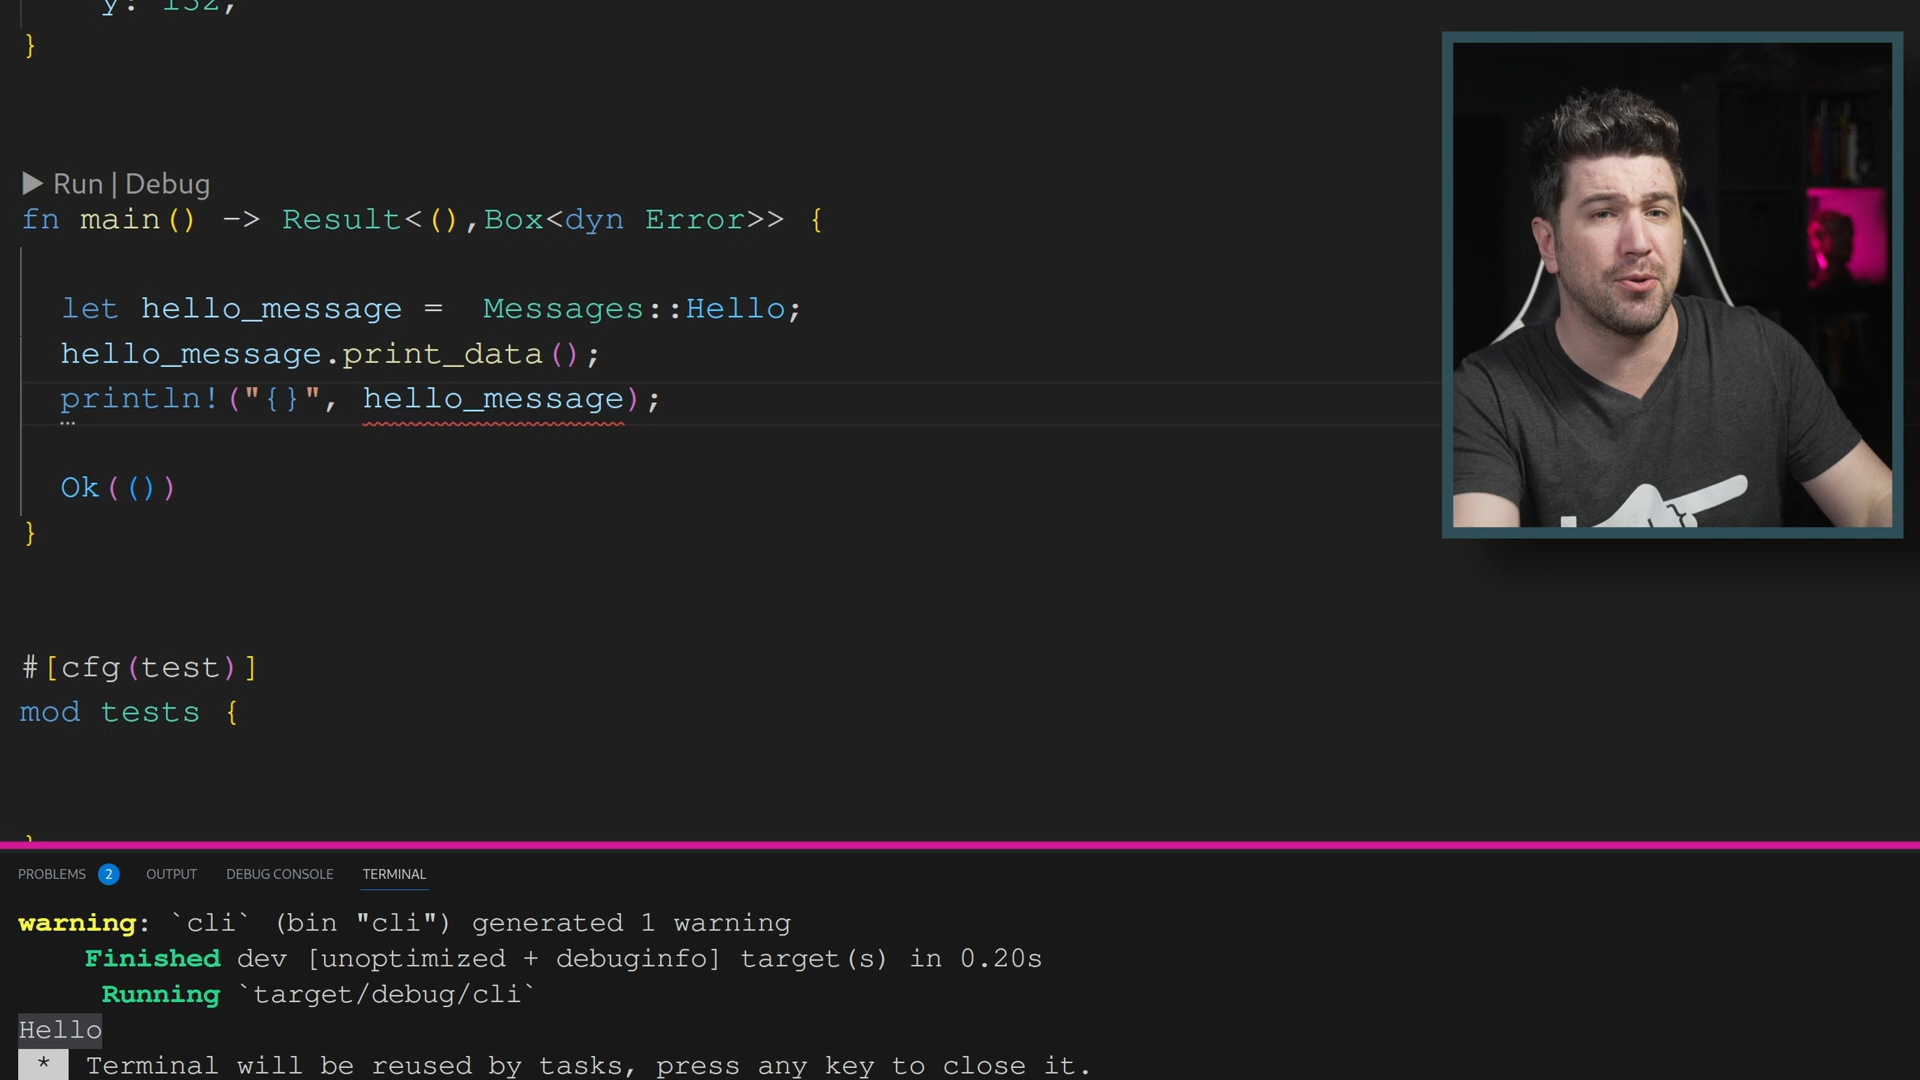 y: 132,
}
▶ Run | Debug
fn main() -> Result<(),Box<dyn Error>> {
let hello_message =  Messages::Hello;
hello_message.print_data();
println!("{}", hello_message);
Ok(())
}
#[cfg(test)]
mod tests {
}
PROBLEMS 2 OUTPUT DEBUG CONSOLE TERMINAL
warning: `cli` (bin "cli") generated 1 warning
Finished dev [unoptimized + debuginfo] target(s) in 0.20s
Running `target/debug/cli`
Hello
* Terminal will be reused by tasks, press any key to close it.